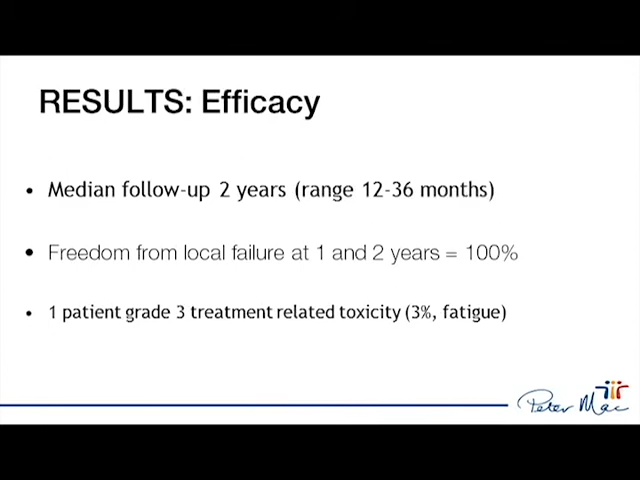 RESULTS: Efficacy
• Median follow-up 2 years (range 12-36 months)
• Freedom from local failure at 1 and 2 years = 100%
• 1 patient grade 3 treatment related toxicity (3%, fatigue)
Peter Mac